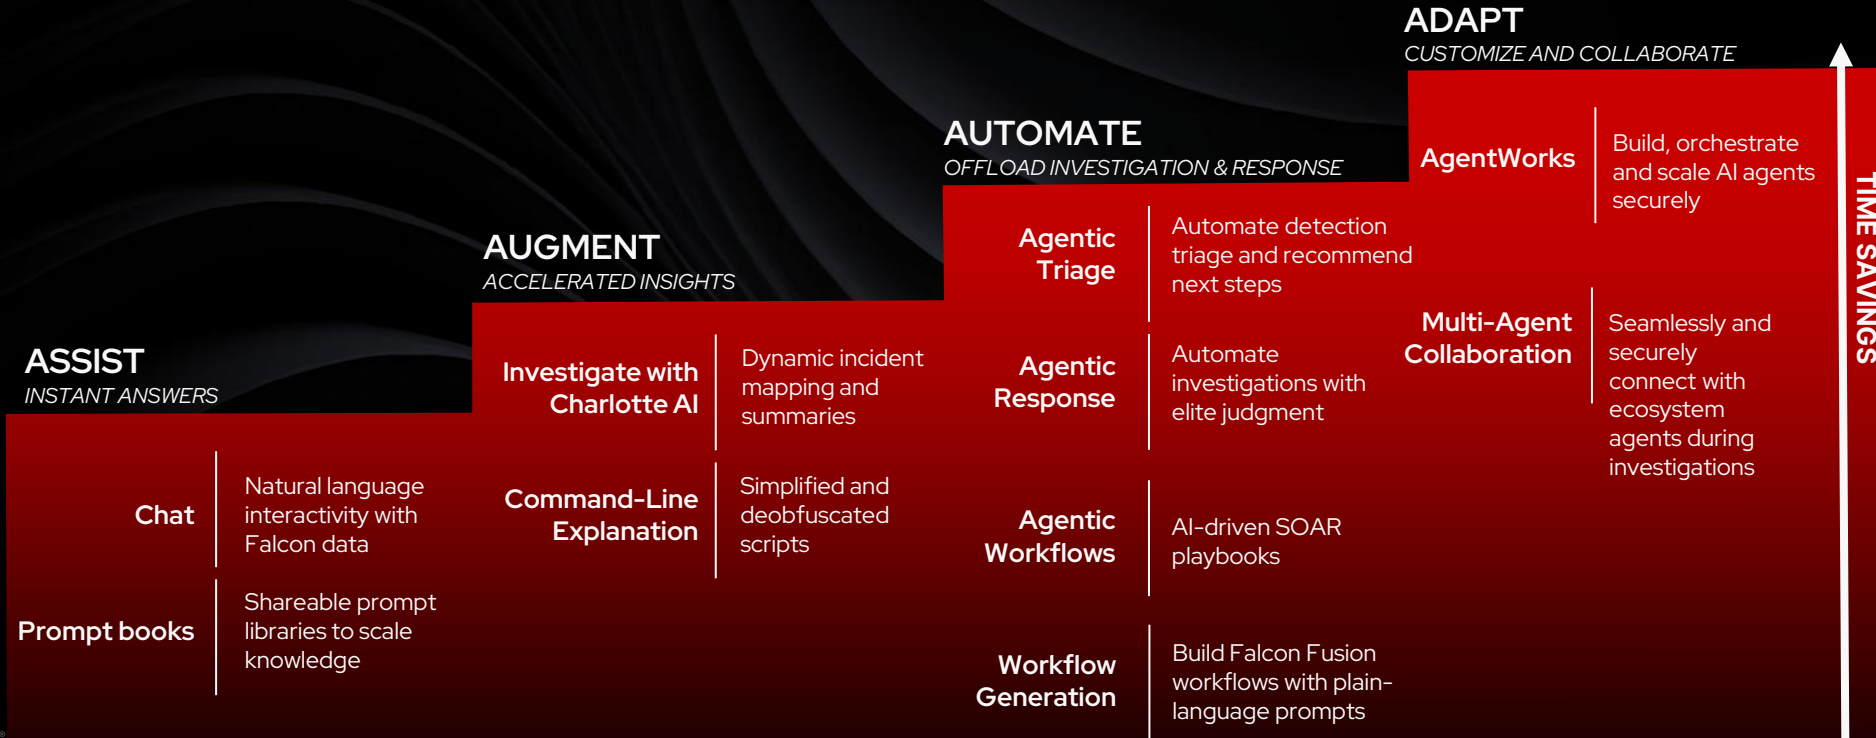 ASSIST
INSTANT ANSWERS
Chat
Natural language
interactivity with
Falcon data
Prompt books
Shareable prompt
libraries to scale
knowledge
AUGMENT
ACCELERATED INSIGHTS
Investigate with
Charlotte AI
Dynamic incident
mapping and
summaries
Command-Line
Explanation
Simplified and
deobfuscated
scripts
AUTOMATE
OFFLOAD INVESTIGATION & RESPONSE
Agentic
Triage
Automate detection
triage and recommend
next steps
Agentic
Response
Automate
investigations with
elite judgment
Agentic
Workflows
AI-driven SOAR
playbooks
Workflow
Generation
Build Falcon Fusion
workflows with plain-
language prompts
ADAPT
CUSTOMIZE AND COLLABORATE
AgentWorks
Build, orchestrate
and scale AI agents
securely
Multi-Agent
Collaboration
Seamlessly and
securely
connect with
ecosystem
agents during
investigations
TIME SAVINGS
®